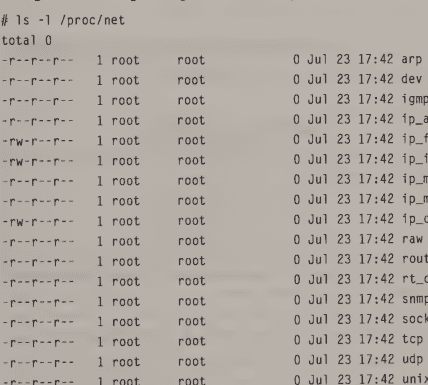 # ls -l /proc/net
total 0
-r--r--r-- 1 root root 0 Jul 23 17:42 arp
-r--r--r-- 1 root root 0 Jul 23 17:42 dev
-r--r--r-- 1 root root 0 Jul 23 17:42 igmp
-r--r--r-- 1 root root 0 Jul 23 17:42 ip_a
-rw-r--r-- 1 root root 0 Jul 23 17:42 ip_f
-rw-r--r-- 1 root root 0 Jul 23 17:42 ip_i
-r--r--r-- 1 root root 0 Jul 23 17:42 ip_m
-r--r--r-- 1 root root 0 Jul 23 17:42 ip_m
-rw-r--r-- 1 root root 0 Jul 23 17:42 ip_o
-r--r--r-- 1 root root 0 Jul 23 17:42 raw
-r--r--r-- 1 root root 0 Jul 23 17:42 rout
-r--r--r-- 1 root root 0 Jul 23 17:42 rt_c
-r--r--r-- 1 root root 0 Jul 23 17:42 snmp
-r--r--r-- 1 root root 0 Jul 23 17:42 sock
-r--r--r-- 1 root root 0 Jul 23 17:42 tcp
-r--r--r-- 1 root root 0 Jul 23 17:42 udp
-r--r--r-- 1 root root 0 Jul 23 17:42 unix